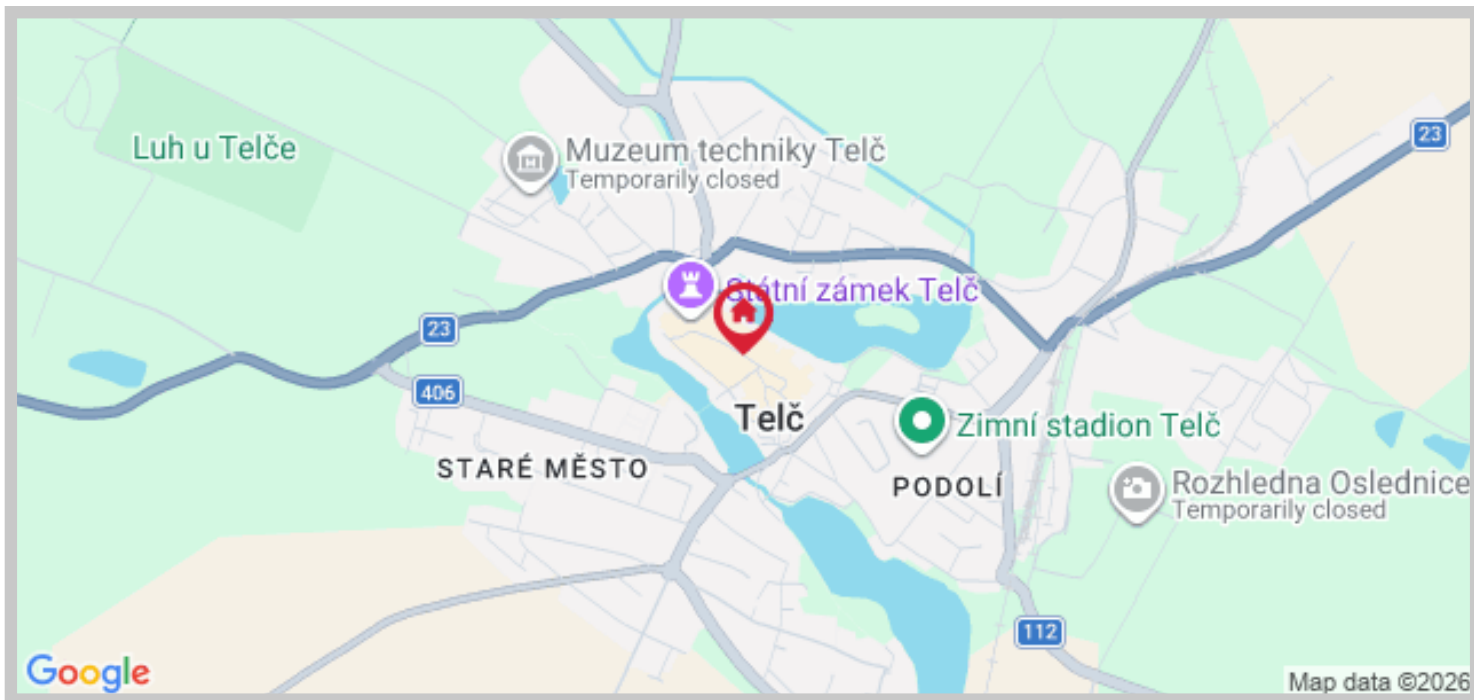 23
Luh u Telče
Muzeum techniky Telč
Temporarily closed
Státní zámek Telč
23
406
Telč
Zimní stadion Telč
STARÉ MĚSTO
PODOLÍ
Rozhledna Oslednice
Temporarily closed
112
Google
Map data ©2026